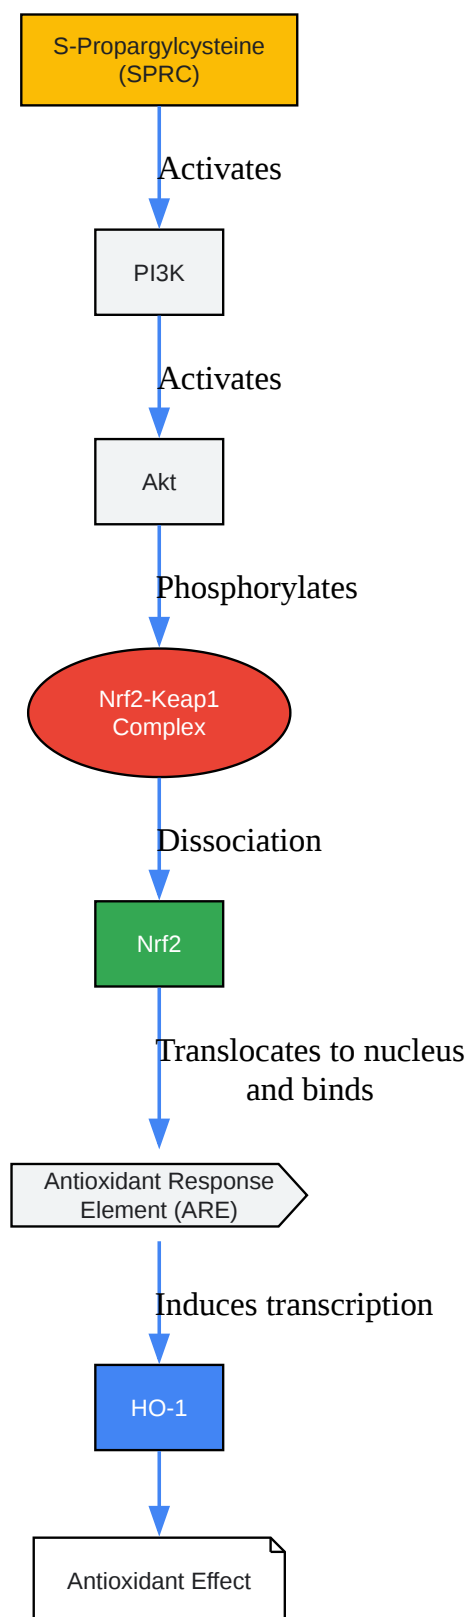 S-Propargylcysteine
(SPRC)
Activates
PI3K
Activates
Akt
Phosphorylates
Nrf2-Keap1
Complex
Dissociation
Nrf2
Translocates to nucleus
and binds
Antioxidant Response
Element (ARE)
Induces transcription
HO-1
Antioxidant Effect